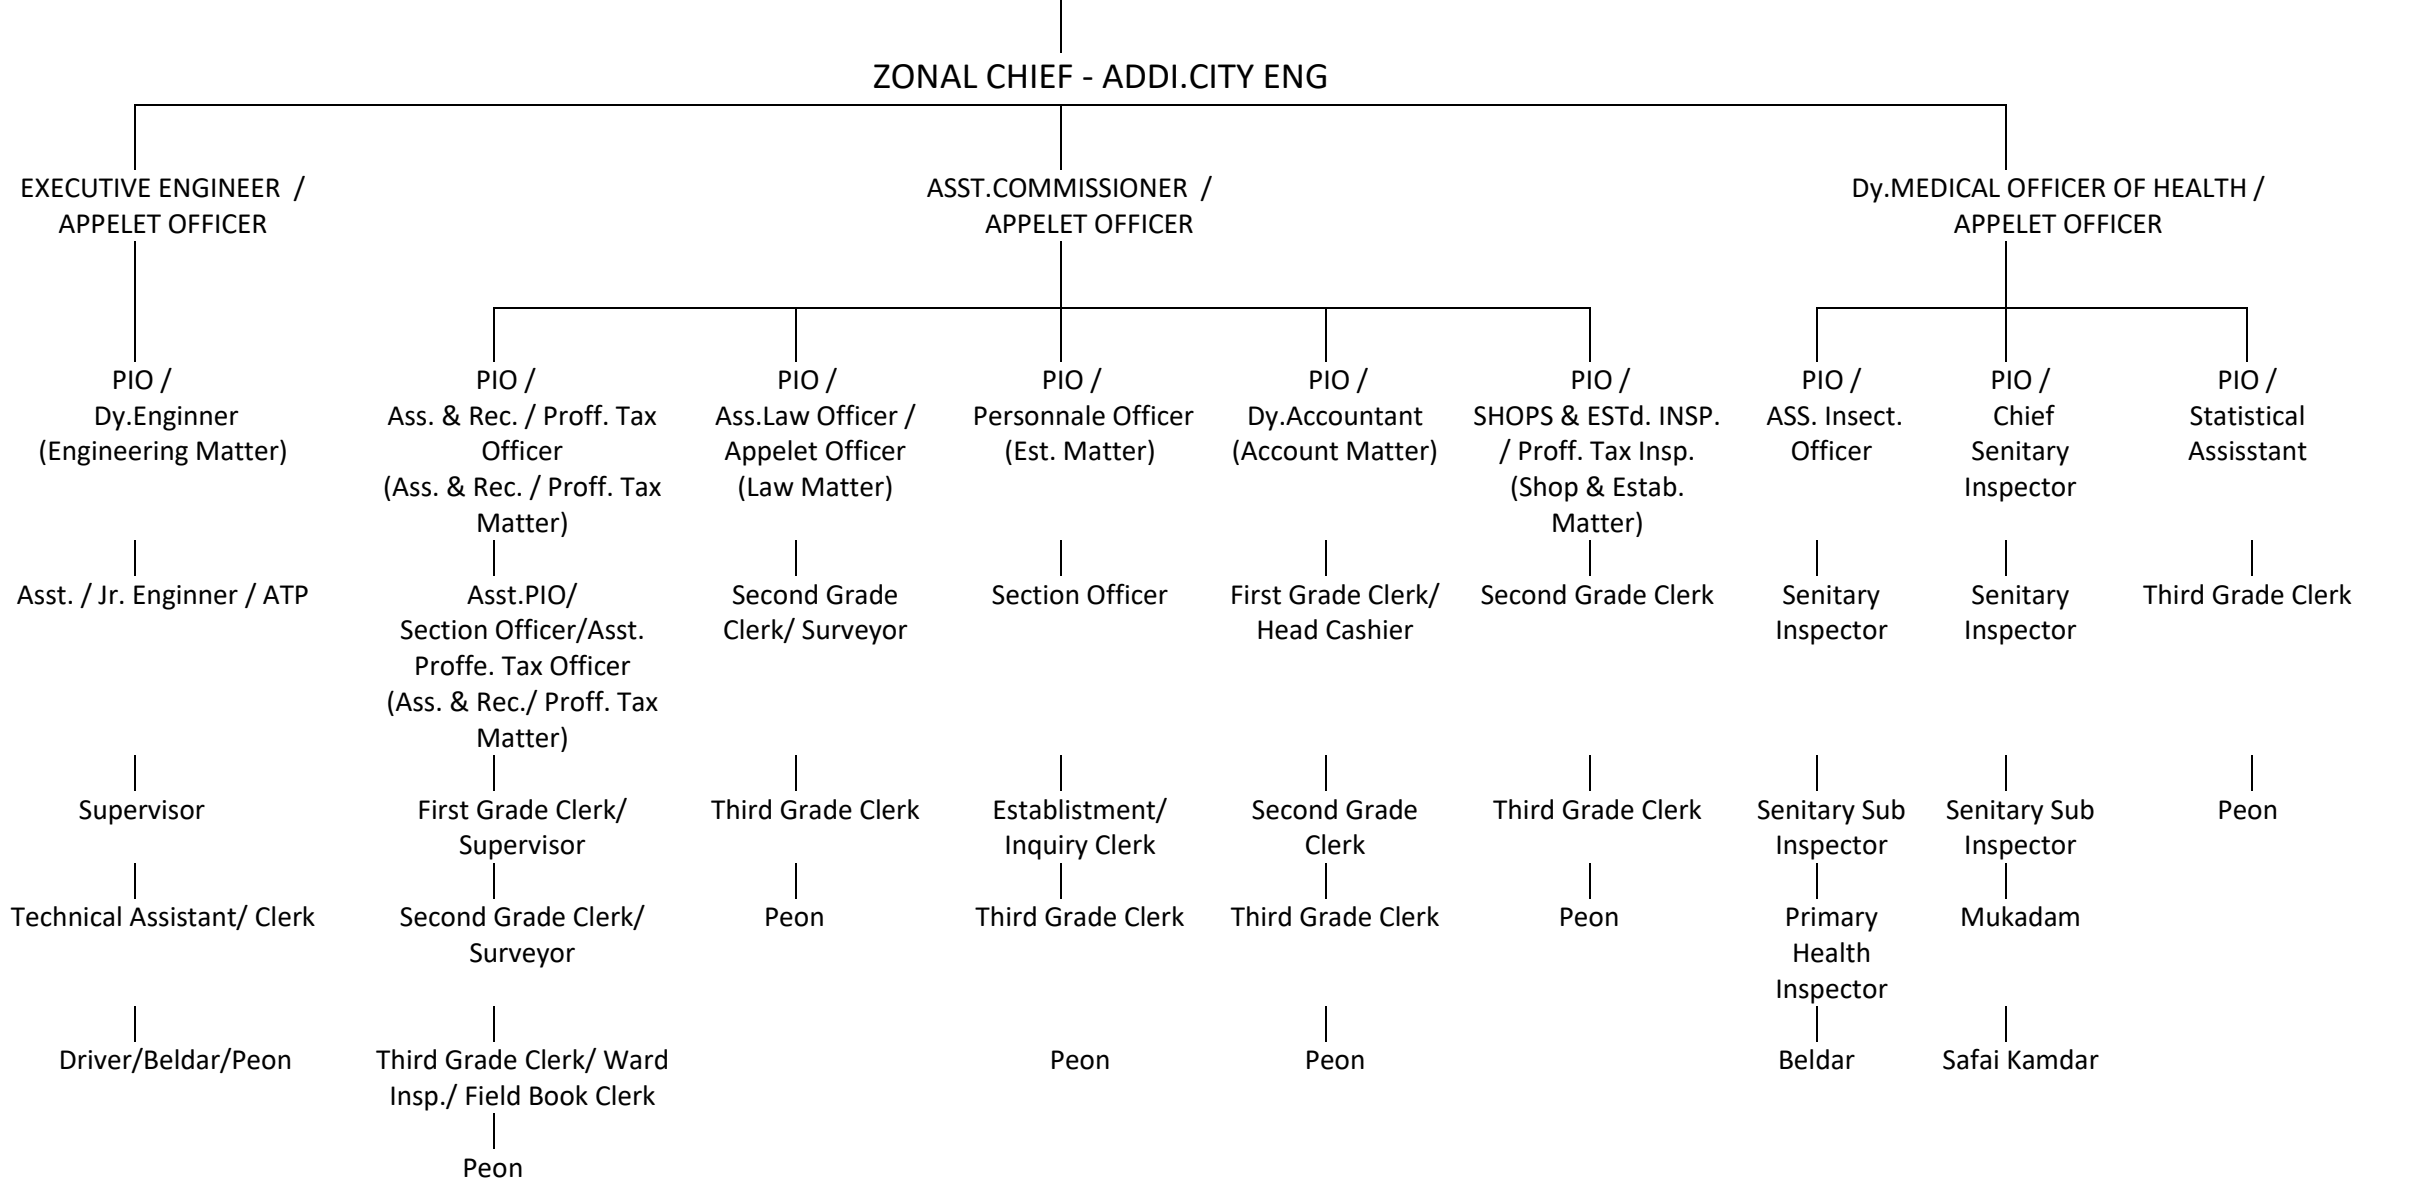 ZONAL CHIEF - ADDI.CITY ENG
EXECUTIVE ENGINEER /
APPELET OFFICER
ASST.COMMISSIONER /
APPELET OFFICER
Dy.MEDICAL OFFICER OF HEALTH /
APPELET OFFICER
PIO /
Dy.Enginner
(Engineering Matter)
PIO /
Ass. & Rec. / Proff. Tax
Officer
(Ass. & Rec. / Proff. Tax
Matter)
PIO /
Ass.Law Officer /
Appelet Officer
(Law Matter)
PIO /
Personnale Officer
(Est. Matter)
PIO /
Dy.Accountant
(Account Matter)
PIO /
SHOPS & ESTd. INSP.
/ Proff. Tax Insp.
(Shop & Estab.
Matter)
PIO /
ASS. Insect.
Officer
PIO /
Chief
Senitary
Inspector
PIO /
Statistical
Assisstant
Asst. / Jr. Enginner / ATP
Asst.PIO/
Section Officer/Asst.
Proffe. Tax Officer
(Ass. & Rec./ Proff. Tax
Matter)
Second Grade
Clerk/ Surveyor
Section Officer
First Grade Clerk/
Head Cashier
Second Grade Clerk
Senitary
Inspector
Senitary
Inspector
Third Grade Clerk
Supervisor
First Grade Clerk/
Supervisor
Third Grade Clerk
Establistment/
Inquiry Clerk
Second Grade
Clerk
Third Grade Clerk
Senitary Sub
Inspector
Senitary Sub
Inspector
Peon
Technical Assistant/ Clerk
Second Grade Clerk/
Surveyor
Peon
Third Grade Clerk
Third Grade Clerk
Peon
Primary
Health
Inspector
Mukadam
Driver/Beldar/Peon
Third Grade Clerk/ Ward
Insp./ Field Book Clerk
Peon
Peon
Beldar
Safai Kamdar
Peon